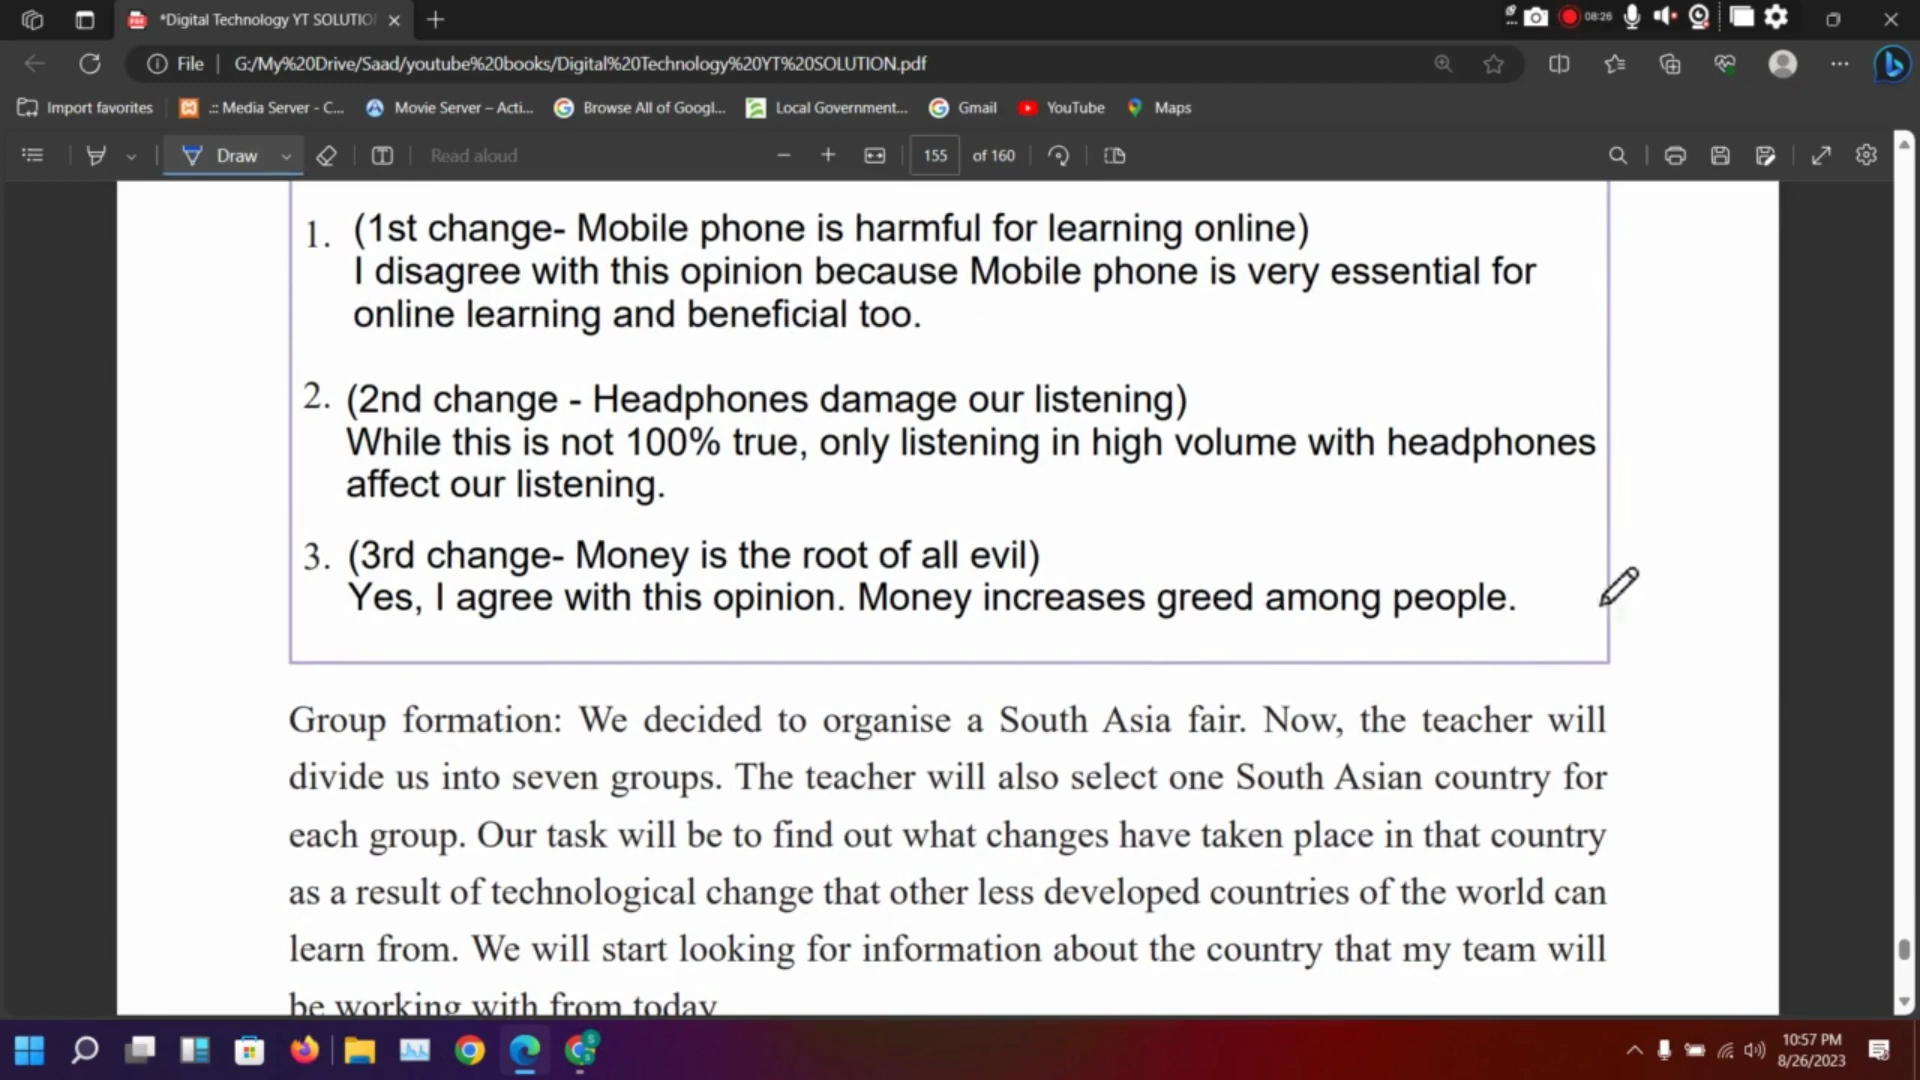 *Digital Technology YT SOLUTIO
08:26
File
G:/My%20Drive/Saad/youtube%20books/Digital%20Technology%20YT%20SOLUTION.pdf
Import favorites
.:: Media Server - C...
Movie Server – Acti...
Browse All of Googl...
Local Government...
Gmail
YouTube
Maps
Draw
Read aloud
155
of 160
1. (1st change- Mobile phone is harmful for learning online)
I disagree with this opinion because Mobile phone is very essential for
online learning and beneficial too.
2. (2nd change - Headphones damage our listening)
While this is not 100% true, only listening in high volume with headphones
affect our listening.
3. (3rd change- Money is the root of all evil)
Yes, I agree with this opinion. Money increases greed among people.
Group formation: We decided to organise a South Asia fair. Now, the teacher will
divide us into seven groups. The teacher will also select one South Asian country for
each group. Our task will be to find out what changes have taken place in that country
as a result of technological change that other less developed countries of the world can
learn from. We will start looking for information about the country that my team will
be working with from today
10:57 PM
8/26/2023